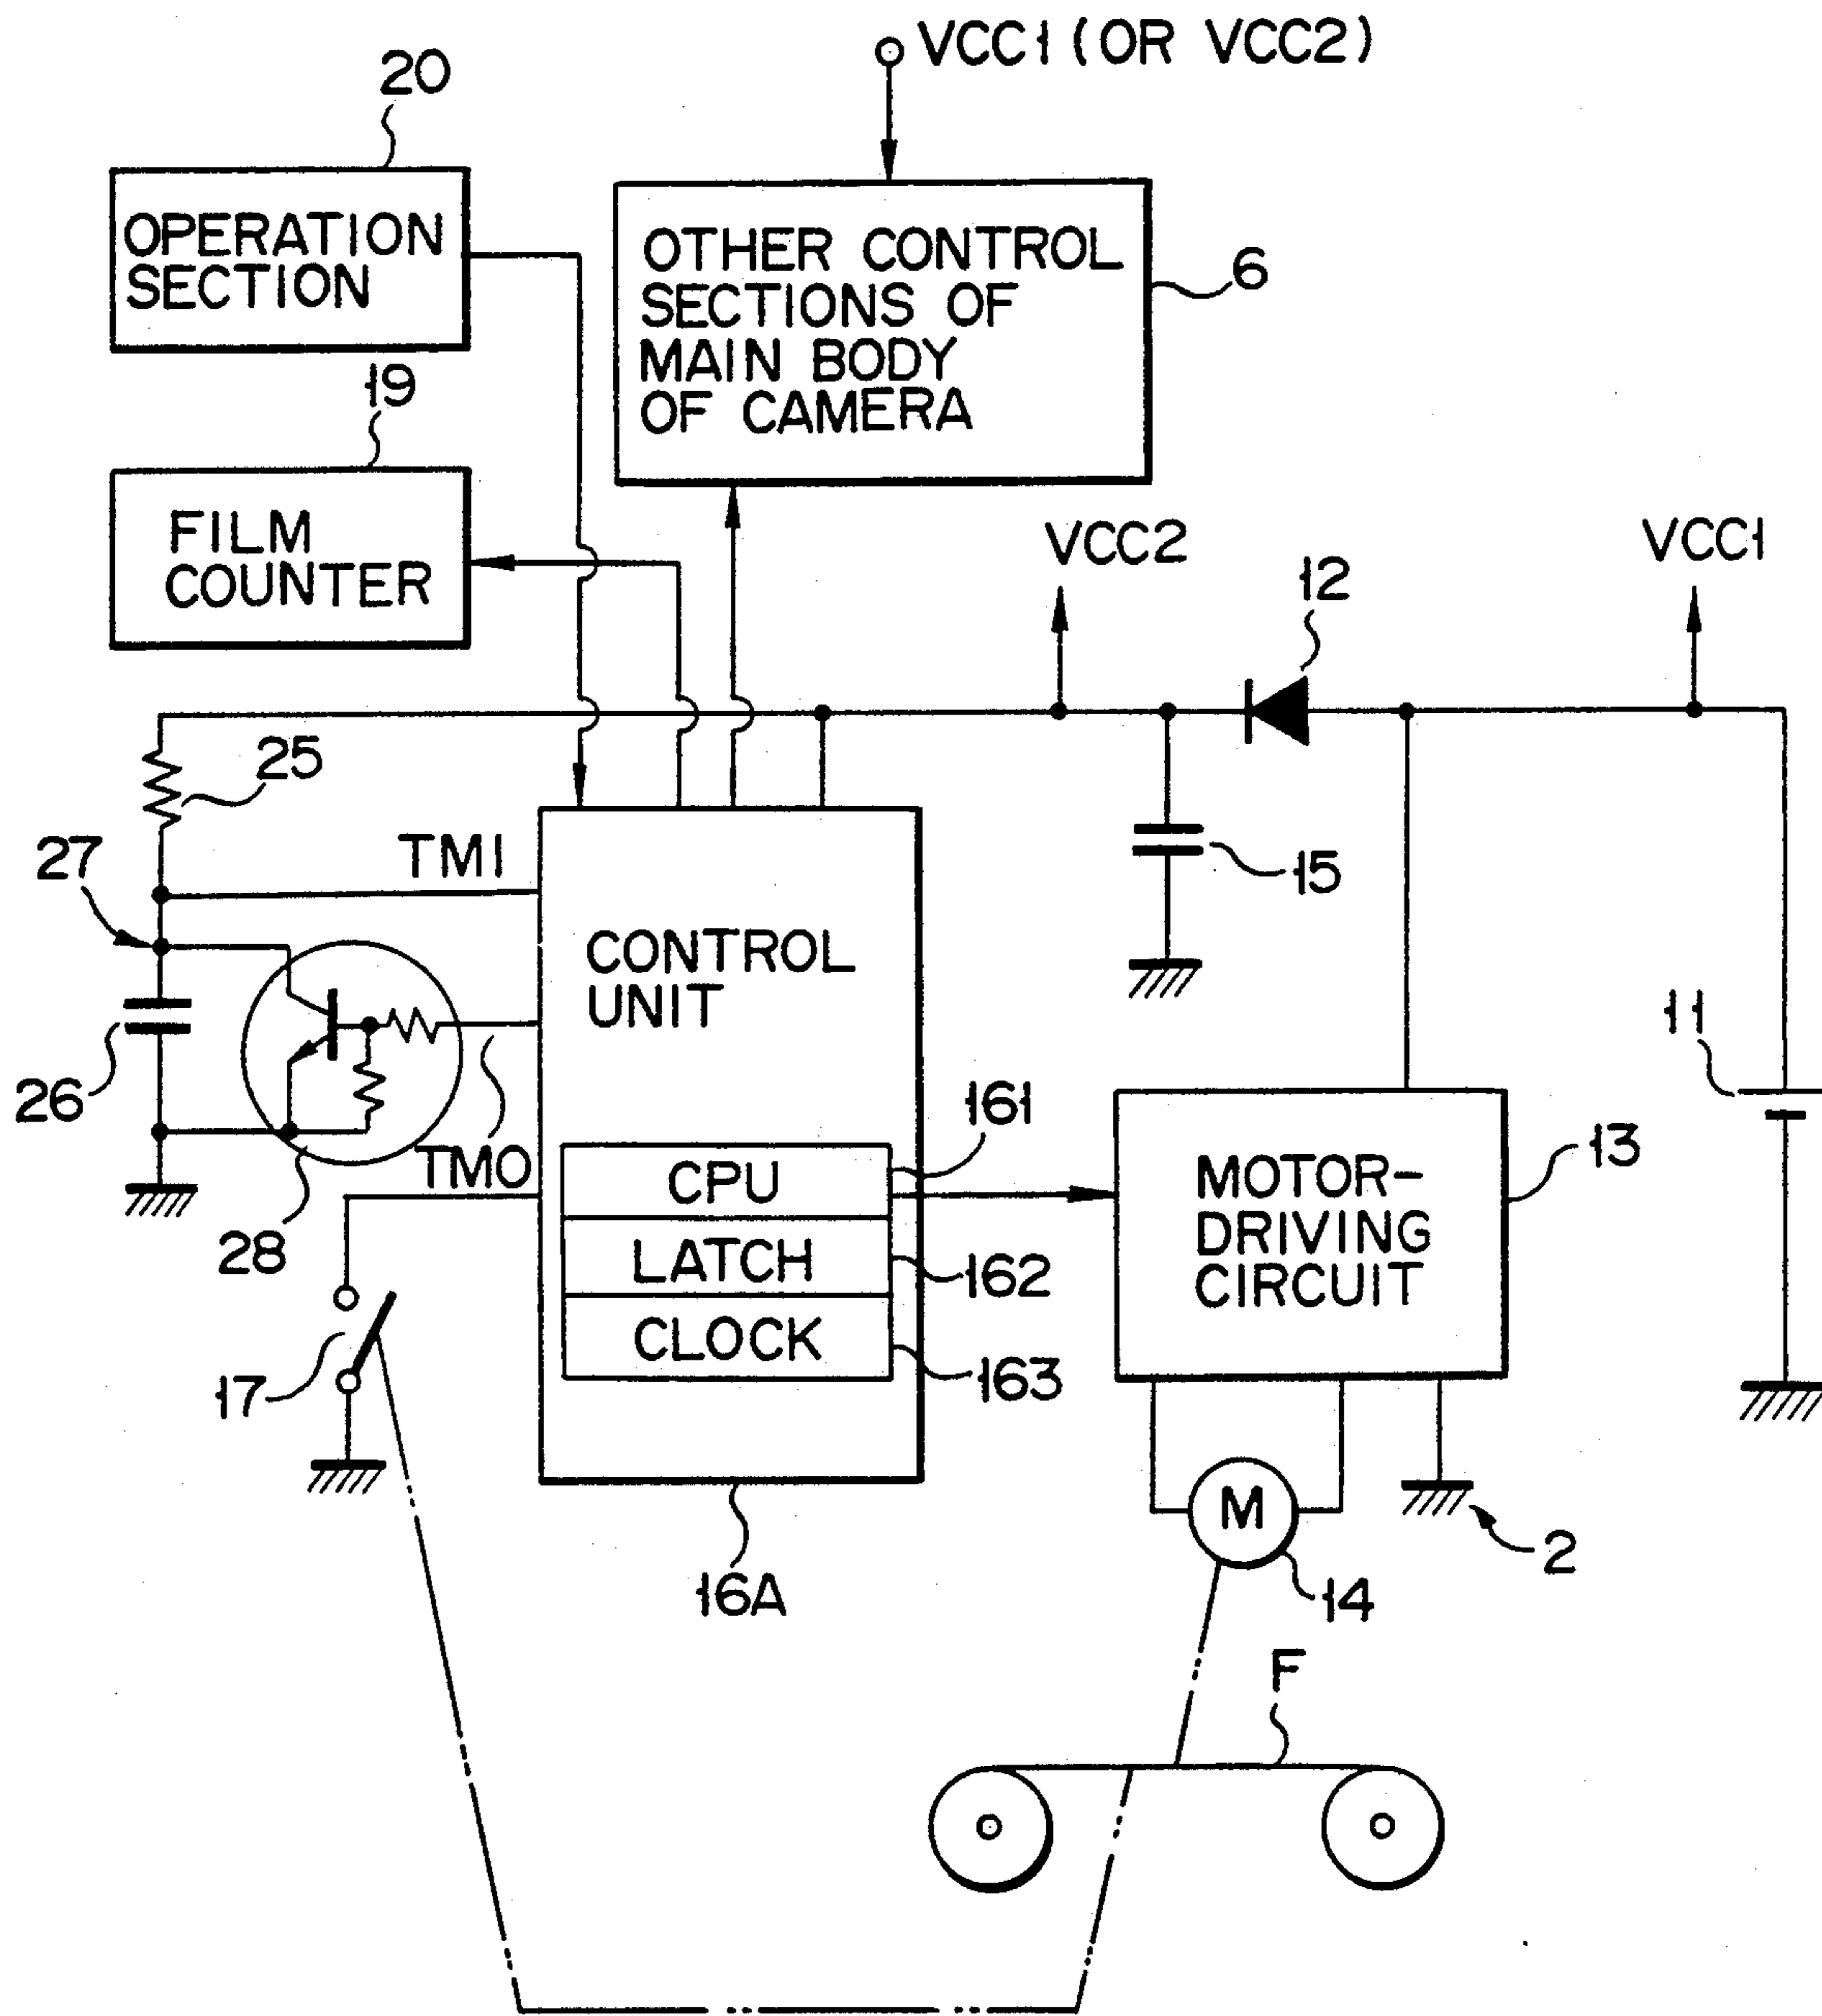 VCC1 (OR VCC2)
20
OPERATION
SECTION
OTHER CONTROL
SECTIONS OF
MAIN BODY
OF CAMERA
6
19
FILM
COUNTER
VCC2
VCC1
12
25
27
TMI
15
CONTROL
UNIT
11
26
161
13
TMO
CPU
MOTOR-
DRIVING
CIRCUIT
28
LATCH
162
CLOCK
163
17
M
2
16A
14
F